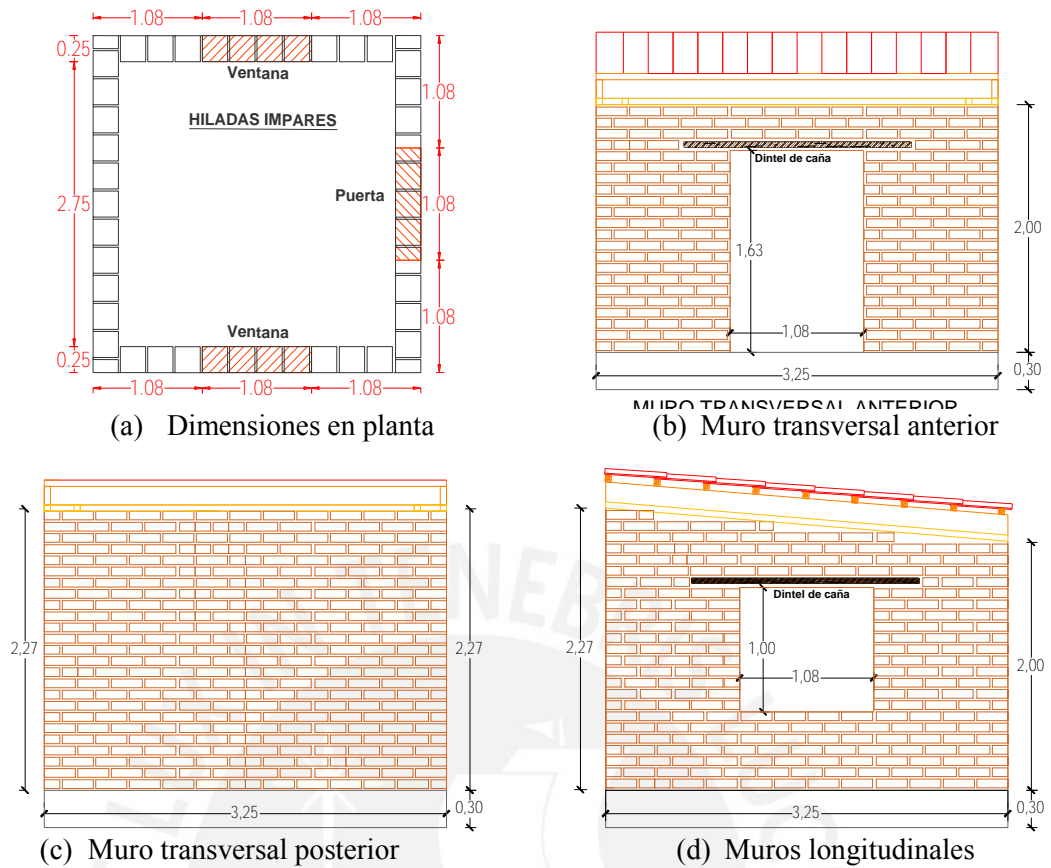 1.08 1.08 1.08
0.25
Ventana
HILADAS IMPARES
1.08
2.75
Puerta
1.08
1.08
Ventana
0.25
1.08 1.08 1.08
(a) Dimensiones en planta
Dintel de caña
1,63
2,00
1,08
3,25
0,30
MURO TRANSVERSAL ANTERIOR
(b) Muro transversal anterior
2,27
2,27
3,25
0,30
(c) Muro transversal posterior
Dintel de caña
2,27
1,00
1,08
2,00
3,25
0,30
(d) Muros longitudinales